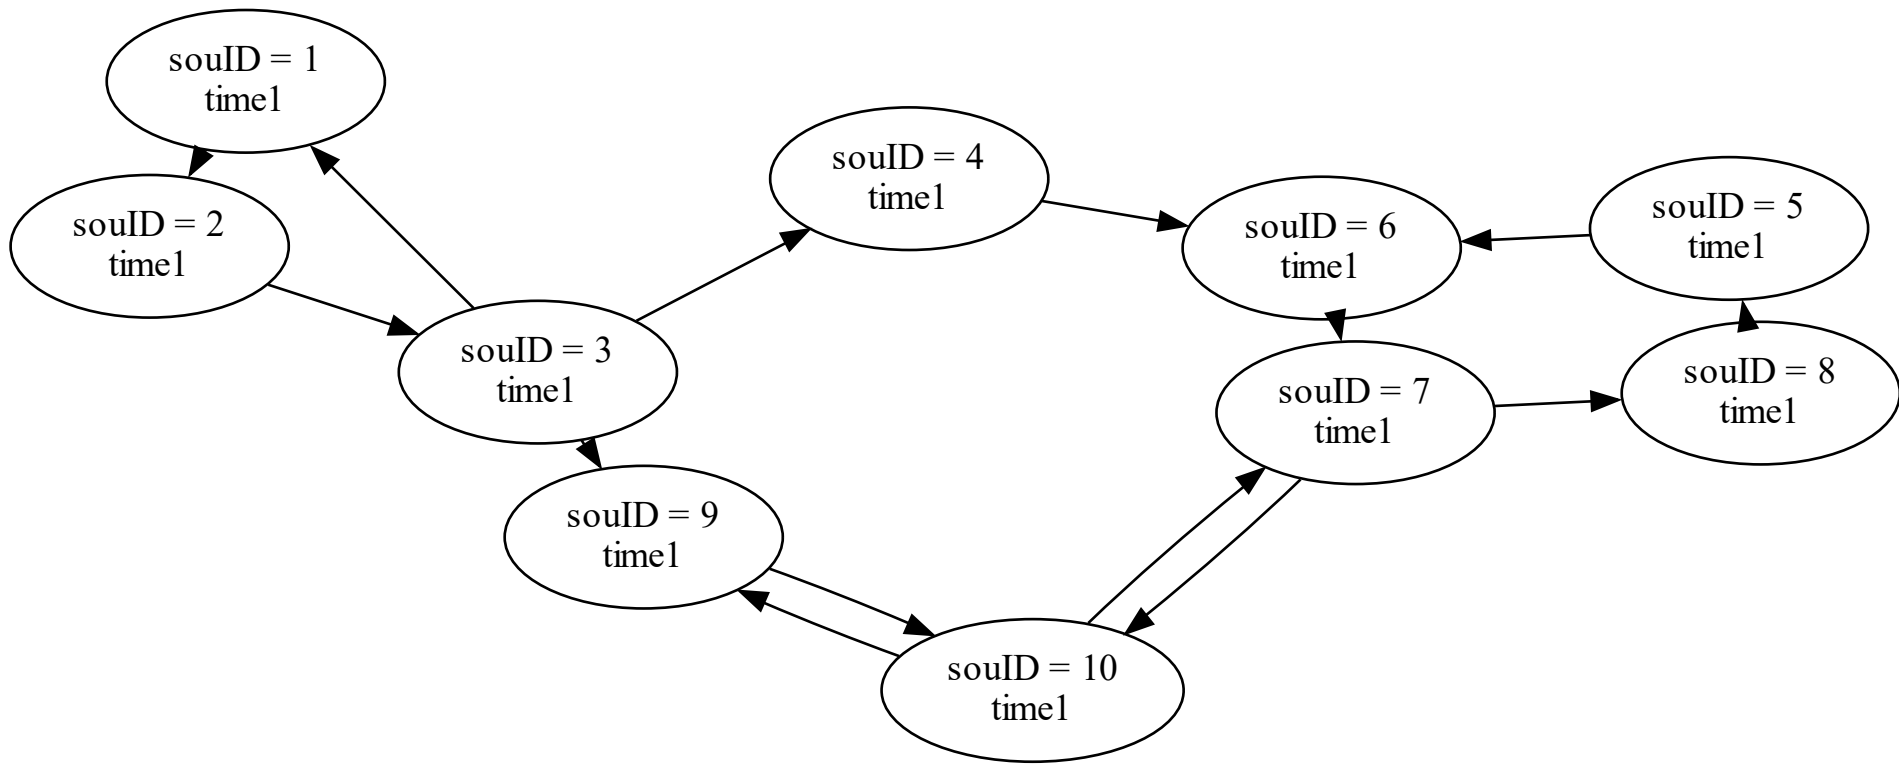 souID = 1
time1
souID = 2
time1
souID = 3
time1
souID = 4
time1
souID = 6
time1
souID = 5
time1
souID = 7
time1
souID = 8
time1
souID = 9
time1
souID = 10
time1